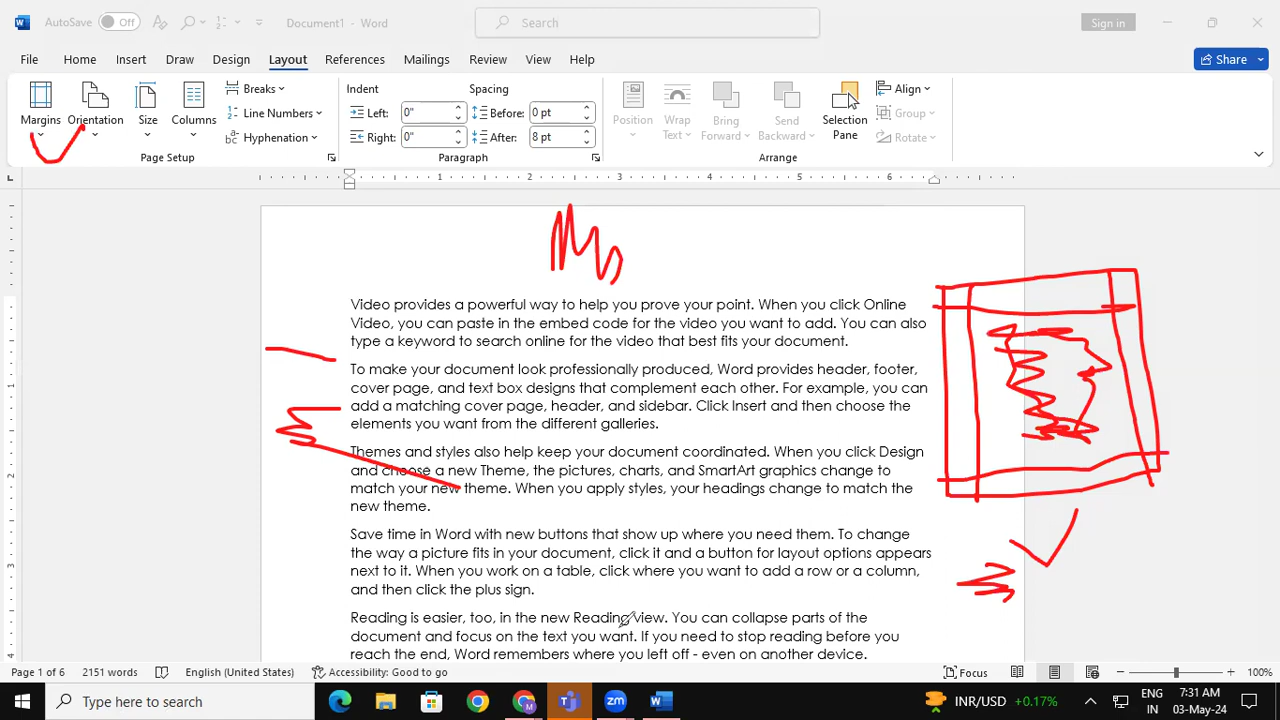 AutoSave Off Document1 - Word Search Sign in
File Home Insert Draw Design Layout References Mailings Review View Help Share
Margins Orientation Size Columns Breaks Line Numbers Hyphenation
Page Setup
Indent Spacing
Left: 0" Before: 0 pt
Right: 0" After: 8 pt
Paragraph
Position Wrap Text Bring Forward Send Backward Selection Pane Align Group Rotate
Arrange
1 2 3 4 5 6
Video provides a powerful way to help you prove your point. When you click Online
Video, you can paste in the embed code for the video you want to add. You can also
type a keyword to search online for the video that best fits your document.
To make your document look professionally produced, Word provides header, footer,
cover page, and text box designs that complement each other. For example, you can
add a matching cover page, header, and sidebar. Click Insert and then choose the
elements you want from the different galleries.
Themes and styles also help keep your document coordinated. When you click Design
and choose a new Theme, the pictures, charts, and SmartArt graphics change to
match your new theme. When you apply styles, your headings change to match the
new theme.
Save time in Word with new buttons that show up where you need them. To change
the way a picture fits in your document, click it and a button for layout options appears
next to it. When you work on a table, click where you want to add a row or a column,
and then click the plus sign.
Reading is easier, too, in the new Reading view. You can collapse parts of the
document and focus on the text you want. If you need to stop reading before you
reach the end, Word remembers where you left off - even on another device.
1
2
3
4
Page 1 of 6 2151 words English (United States) Accessibility: Good to go Focus 100%
Type here to search INR/USD +0.17% ENG IN 7:31 AM 03-May-24